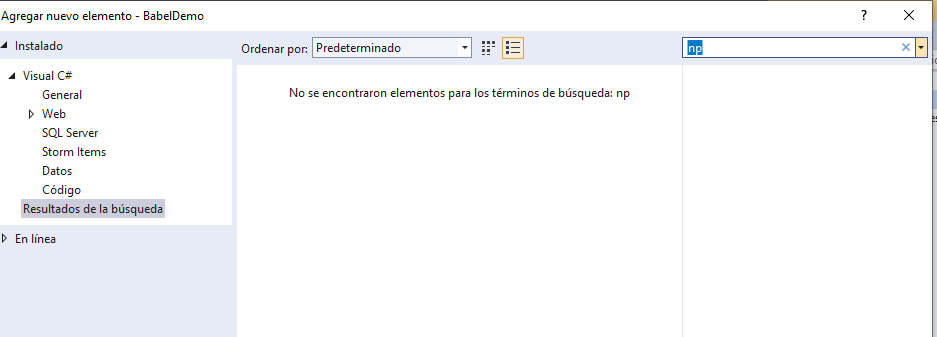 Agregar nuevo elemento - BabelDemo
?
Instalado
Ordenar por:
Predeterminado
np
Visual C#
General
Web
SQL Server
Storm Items
Datos
Código
Resultados de la búsqueda
En línea
No se encontraron elementos para los términos de búsqueda: np